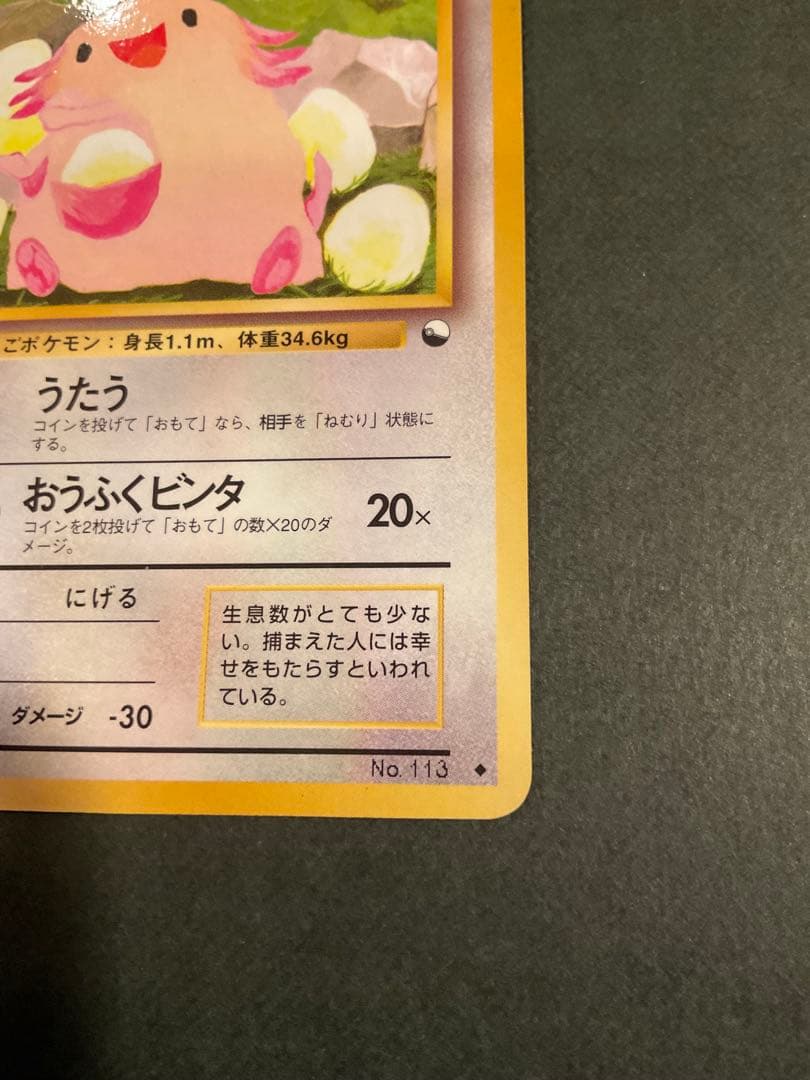 ごポケモン：身長1.1m、体重34.6kg
うたう
コインを投げて「おもて」なら、相手を「ねむり」状態に
する。
おうふくビンタ 20×
コインを2枚投げて「おもて」の数×20のダ
メージ。
にげる
生息数がとても少な
い。捕まえた人には幸
せをもたらすといわれ
ている。
ダメージ -30
No. 113